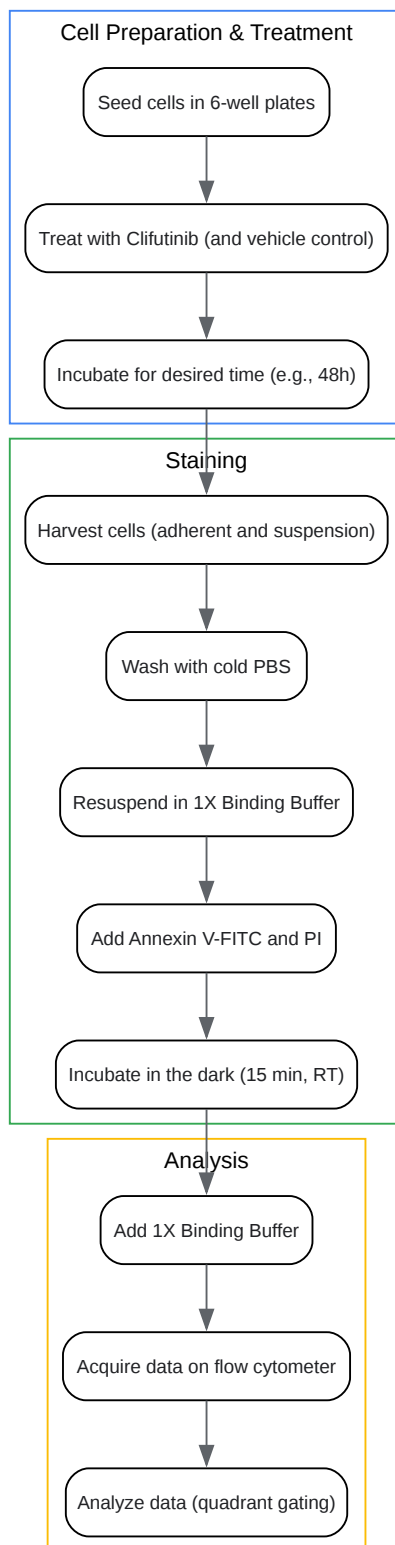 Cell Preparation & Treatment
Seed cells in 6-well plates
Treat with Clifutinib (and vehicle control)
Incubate for desired time (e.g., 48h)
Staining
Harvest cells (adherent and suspension)
Wash with cold PBS
Resuspend in 1X Binding Buffer
Add Annexin V-FITC and PI
Incubate in the dark (15 min, RT)
Analysis
Add 1X Binding Buffer
Acquire data on flow cytometer
Analyze data (quadrant gating)